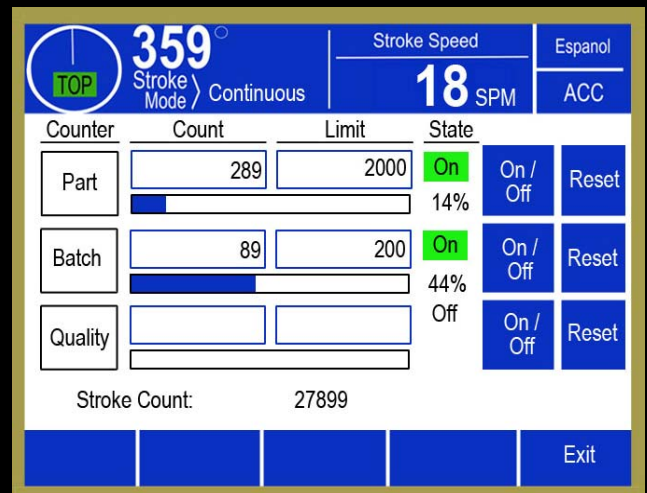 359° Stroke Speed Espanol
TOP Stroke Mode Continuous 18 SPM ACC
Counter Count Limit State
Part 289 2000 On On / Off Reset
14%
Batch 89 200 On On / Off Reset
44%
Quality Off On / Off Reset
Stroke Count: 27899
Exit